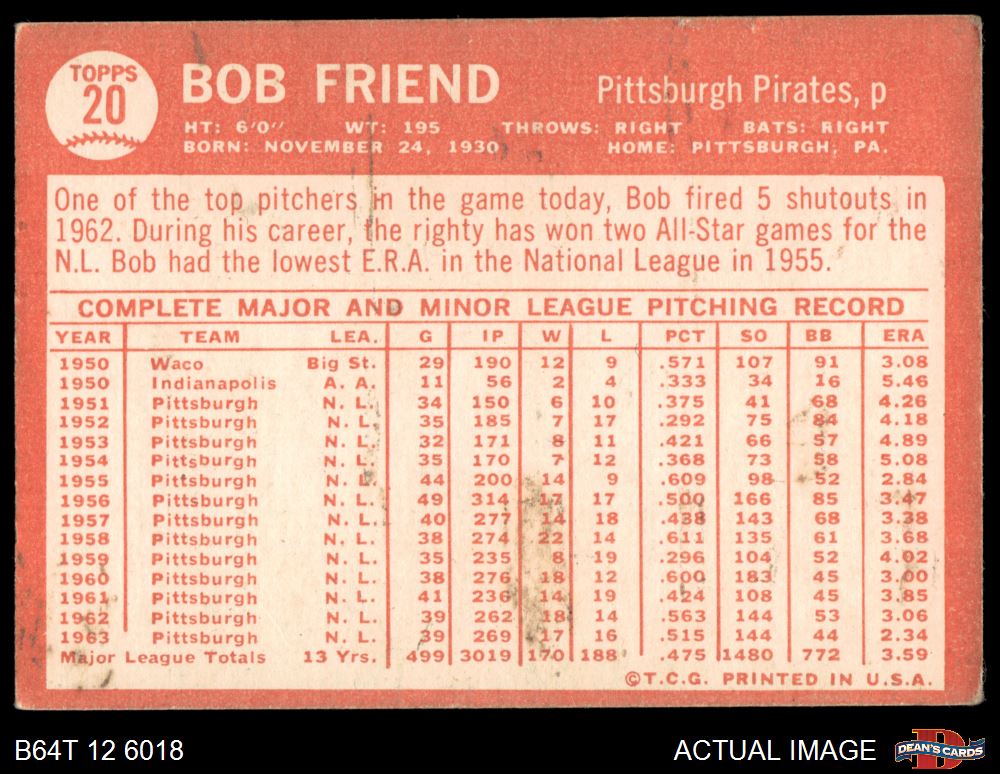 TOPPS
20
BOB FRIEND
Pittsburgh Pirates, p
HT: 6'0" WT: 195 THROWS: RIGHT BATS: RIGHT
BORN: NOVEMBER 24, 1930 HOME: PITTSBURGH, PA.
One of the top pitchers in the game today, Bob fired 5 shutouts in
1962. During his career, the righty has won two All-Star games for the
N.L. Bob had the lowest E.R.A. in the National League in 1955.
COMPLETE MAJOR AND MINOR LEAGUE PITCHING RECORD
YEAR TEAM LEA. G IP W L PCT SO BB ERA
1950 Waco Big St. 29 190 12 9 .571 107 91 3.08
1950 Indianapolis A. A. 11 56 2 4 .333 34 16 5.46
1951 Pittsburgh N. L. 34 150 6 10 .375 41 68 4.26
1952 Pittsburgh N. L. 35 185 7 17 .292 75 84 4.18
1953 Pittsburgh N. L. 32 171 8 11 .421 66 57 4.89
1954 Pittsburgh N. L. 35 170 7 12 .368 73 58 5.08
1955 Pittsburgh N. L. 44 200 14 9 .609 98 52 2.84
1956 Pittsburgh N. L. 49 314 17 17 .500 166 85 3.47
1957 Pittsburgh N. L. 40 277 14 18 .438 143 68 3.38
1958 Pittsburgh N. L. 38 274 22 14 .611 135 61 3.68
1959 Pittsburgh N. L. 35 235 8 19 .296 104 52 4.02
1960 Pittsburgh N. L. 38 276 18 12 .600 183 45 3.00
1961 Pittsburgh N. L. 41 236 14 19 .424 108 45 3.85
1962 Pittsburgh N. L. 39 262 18 14 .563 144 53 3.06
1963 Pittsburgh N. L. 39 269 17 16 .515 144 44 2.34
Major League Totals 13 Yrs. 499 3019 170 188 .475 1480 772 3.59
©T.C.G. PRINTED IN U.S.A.
B64T 12 6018
ACTUAL IMAGE
DEAN'S CARDS